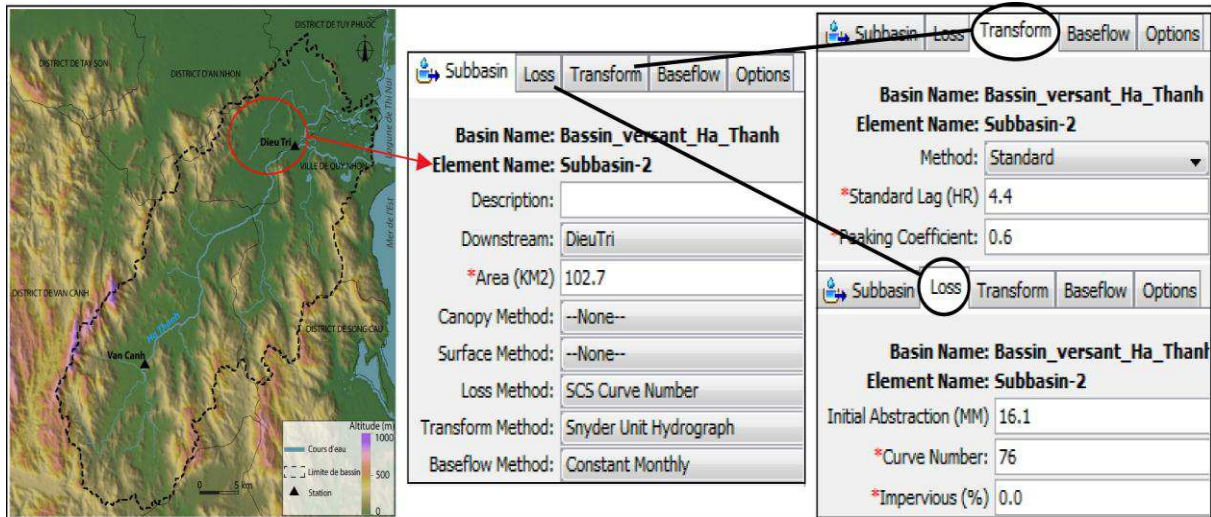 DISTRICT DE TUY PHUOC
DISTRICT DE TAY SON
DISTRICT D'AN NHON
Lagune de Thi Nai
Dieu Tri
VILLE DE QUY NHON
Mer de l'Est
DISTRICT DE VAN CANH
Ha Thanh
DISTRICT DE SONG CAU
Van Canh
Altitude (m)
1000
500
0
Cours d'eau
Limite de bassin
Station
0 5 km
Subbasin Loss Transform Baseflow Options
Basin Name: Bassin_versant_Ha_Thanh
Element Name: Subbasin-2
Description:
Downstream: DieuTri
*Area (KM2) 102.7
Canopy Method: --None--
Surface Method: --None--
Loss Method: SCS Curve Number
Transform Method: Snyder Unit Hydrograph
Baseflow Method: Constant Monthly
Subbasin Loss Transform Baseflow Options
Basin Name: Bassin_versant_Ha_Thanh
Element Name: Subbasin-2
Method: Standard
*Standard Lag (HR) 4.4
*Peaking Coefficient: 0.6
Subbasin Loss Transform Baseflow Options
Basin Name: Bassin_versant_Ha_Thanh
Element Name: Subbasin-2
Initial Abstraction (MM) 16.1
*Curve Number: 76
*Impervious (%) 0.0